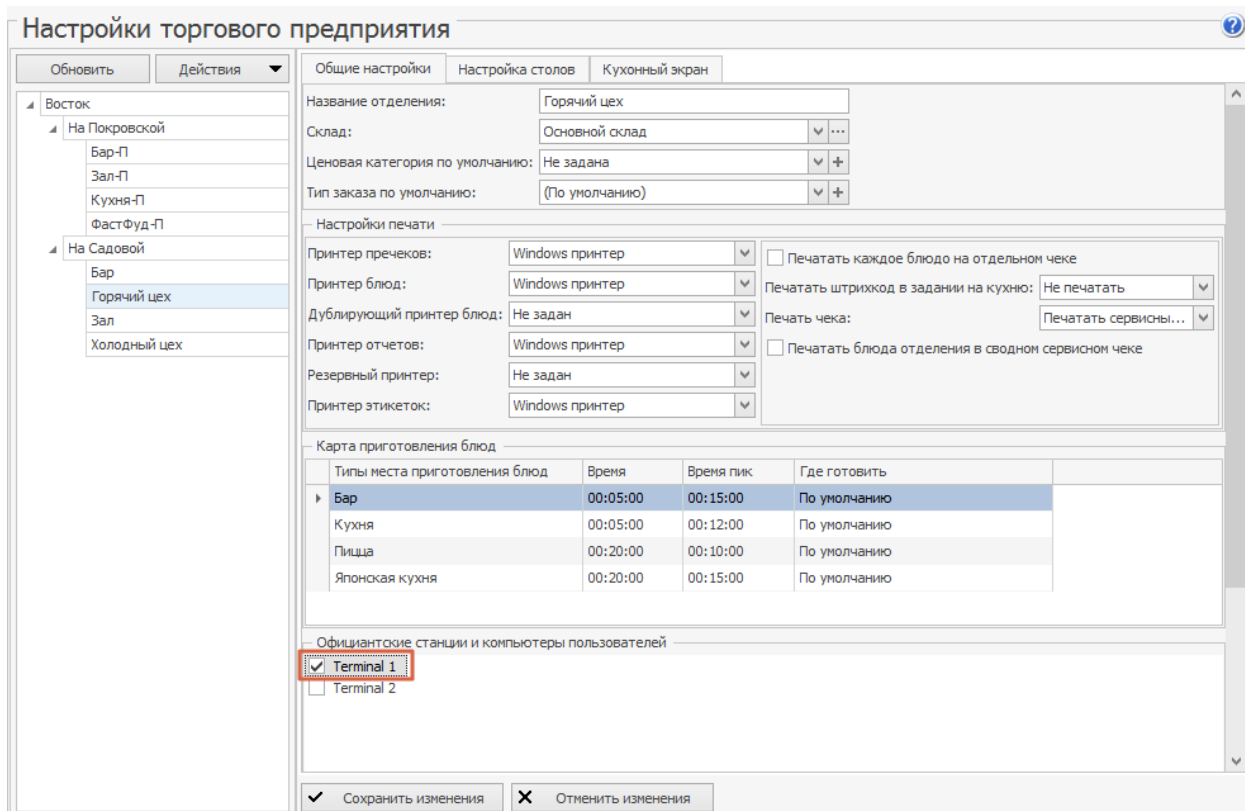 Настройки торгового предприятия
Обновить Действия
Восток
На Покровской
Бар-П
Зал-П
Кухня-П
ФастФуд-П
На Садовой
Бар
Горячий цех
Зал
Холодный цех
Общие настройки Настройка столов Кухонный экран
Название отделения: Горячий цех
Склад: Основной склад
Ценовая категория по умолчанию: Не задана
Тип заказа по умолчанию: (По умолчанию)
Настройки печати
Принтер пречеков: Windows принтер
Принтер блюд: Windows принтер
Дублирующий принтер блюд: Не задан
Принтер отчетов: Windows принтер
Резервный принтер: Не задан
Принтер этикеток: Windows принтер
Печатать каждое блюдо на отдельном чеке
Печатать штрихкод в задании на кухню: Не печатать
Печать чека: Печатать сервисны...
Печатать блюда отделения в сводном сервисном чеке
Карта приготовления блюд
Типы места приготовления блюд Время Время пик Где готовить
Бар 00:05:00 00:15:00 По умолчанию
Кухня 00:05:00 00:12:00 По умолчанию
Пицца 00:20:00 00:10:00 По умолчанию
Японская кухня 00:20:00 00:15:00 По умолчанию
Официантские станции и компьютеры пользователей
Terminal 1
Terminal 2
Сохранить изменения Отменить изменения